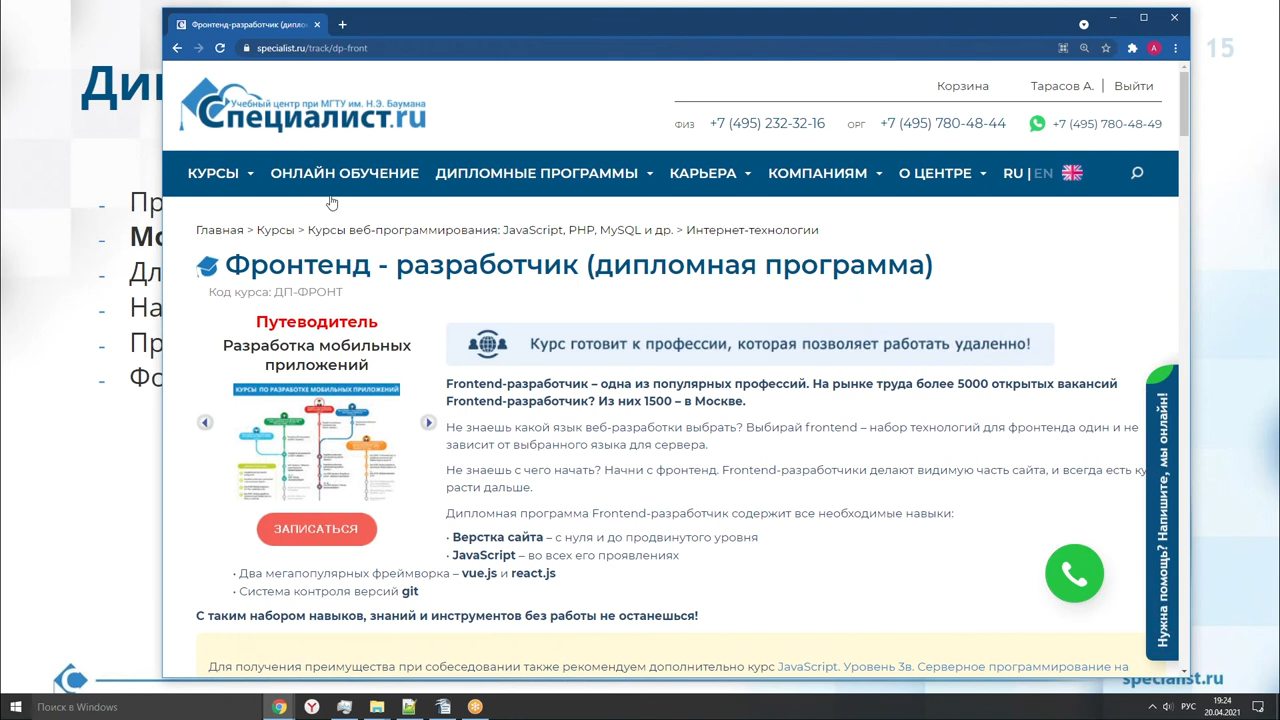 15
Ди
- Пр
- Мо
- Дл
- На
- Пр
- Фо
Фронтенд-разработчик (дипло
specialist.ru/track/dp-front
A
Учебный центр при МГТУ им. Н.Э. Баумана
Специалист.ru
Корзина
Тарасов А. | Выйти
ФИЗ +7 (495) 232-32-16 ОРГ +7 (495) 780-48-44 +7 (495) 780-48-49
КУРСЫ ОНЛАЙН ОБУЧЕНИЕ ДИПЛОМНЫЕ ПРОГРАММЫ КАРЬЕРА КОМПАНИЯМ О ЦЕНТРЕ RU | EN
Главная > Курсы > Курсы веб-программирования: JavaScript, PHP, MySQL и др. > Интернет-технологии
Фронтенд - разработчик (дипломная программа)
Код курса: ДП-ФРОНТ
Путеводитель
Разработка мобильных
приложений
КУРСЫ ПО РАЗРАБОТКЕ МОБИЛЬНЫХ ПРИЛОЖЕНИЙ
ЗАПИСАТЬСЯ
Курс готовит к профессии, которая позволяет работать удаленно!
Frontend-разработчик – одна из популярных профессий. На рынке труда более 5000 открытых вакансий
Frontend-разработчик? Из них 1500 – в Москве.
Не знаешь какой язык веб-разработки выбрать? Выбирай frontend – набор технологий для фронтенда один и не
зависит от выбранного языка для сервера.
Не знаешь с чего начать? Начни с фронтенд. Frontend-разработчики делают видимую часть сайта, и всегда есть ку
расти дальше.
Дипломная программа Frontend-разработчик содержит все необходимые навыки:
· Верстка сайта – с нуля и до продвинутого уровня
· JavaScript – во всех его проявлениях
· Два мегапопулярных фреймворка – vue.js и react.js
· Система контроля версий git
С таким набором навыков, знаний и инструментов без работы не останешься!
Для получения преимущества при собеседовании также рекомендуем дополнительно курс JavaScript. Уровень 3в. Серверное программирование на
Нужна помощь? Напишите, мы онлайн!
specialist.ru
Поиск в Windows
РУС
19:24
20.04.2021